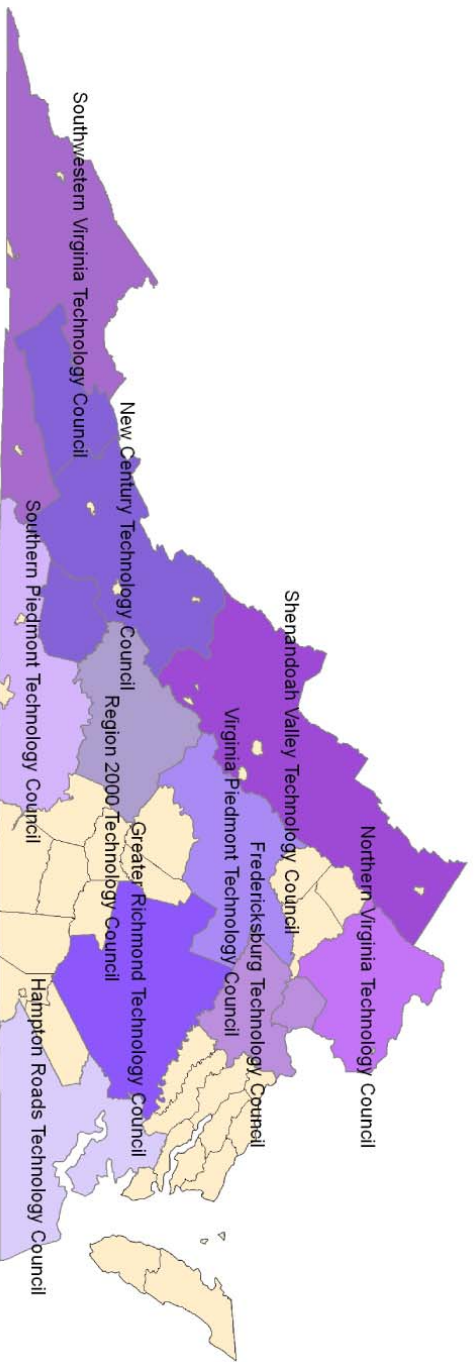 Northern Virginia Technology Council
Shenandoah Valley Technology Council
Fredericksburg Technology Council
Virginia Piedmont Technology Council
Greater Richmond Technology Council
New Century Technology Council
Region 2000 Technology Council
Southwestern Virginia Technology Council
Hampton Roads Technology Council
Southern Piedmont Technology Council